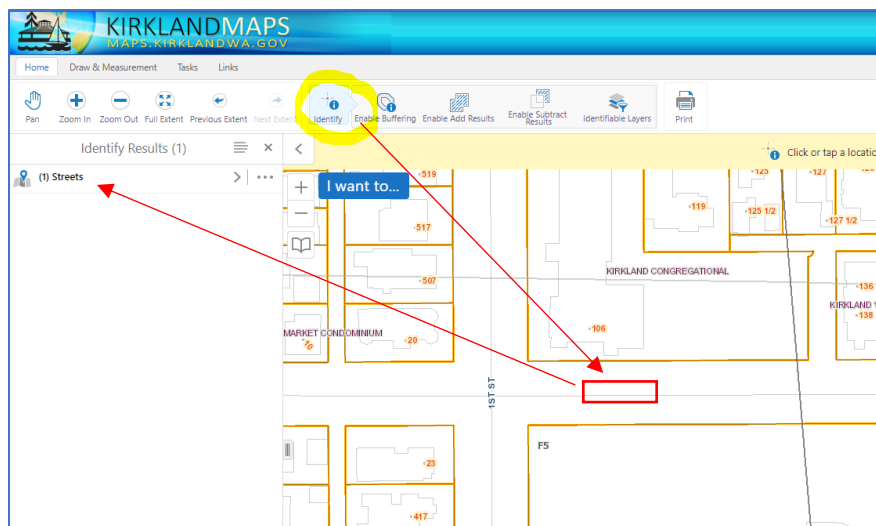 KIRKLANDMAPS
MAPS.KIRKLANDWA.GOV
Home Draw & Measurement Tasks Links
Pan Zoom In Zoom Out Full Extent Previous Extent Next Extent Identify Enable Buffering Enable Add Results Enable Subtract Results Identifiable Layers Print
Identify Results (1)
Click or tap a locatio
(1) Streets
I want to...
519
125
127
119
125 1/2
127 1/2
517
KIRKLAND CONGREGATIONAL
507
136
KIRKLAND
138
106
MARKET CONDOMINIUM
10
20
1ST ST
F5
23
417